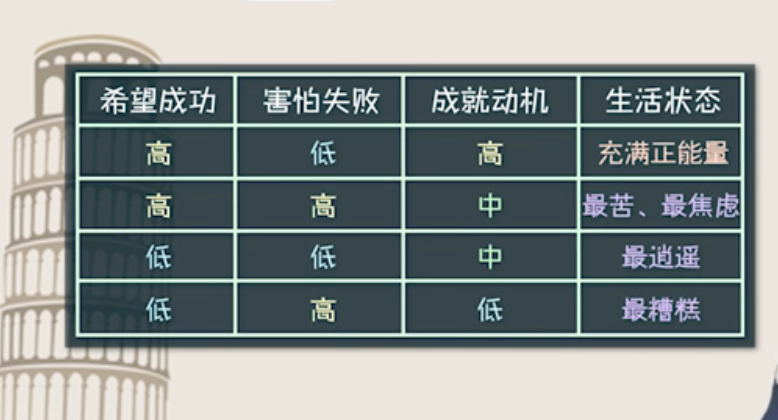 希望成功 害怕失败 成就动机 生活状态
高 低 高 充满正能量
高 高 中 最苦、最焦虑
低 低 中 最逍遥
低 高 低 最糟糕